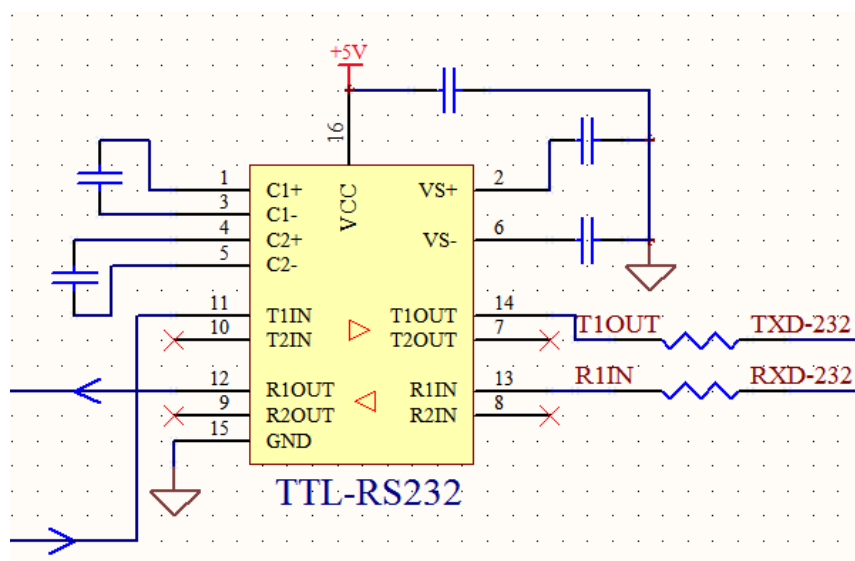 +5V
16
VCC
1 C1+ VS+ 2
3 C1-
4 C2+ VS- 6
5 C2-
11 T1IN T1OUT 14
10 T2IN T2OUT 7
T1OUT TXD-232
12 R1OUT R1IN 13
9 R2OUT R2IN 8
R1IN RXD-232
15 GND
TTL-RS232